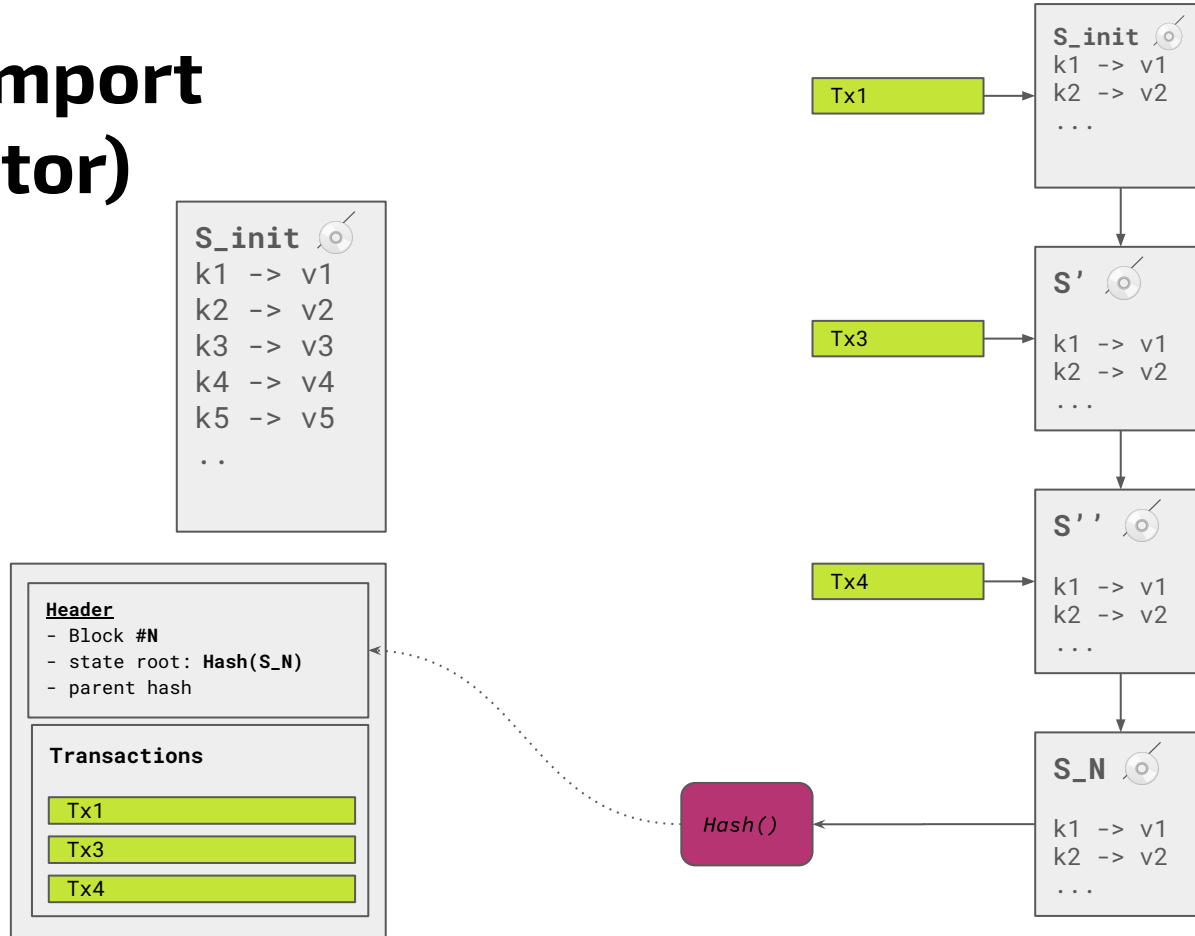 mport
tor)
S_init
k1 -> v1
k2 -> v2
k3 -> v3
k4 -> v4
k5 -> v5
..
Header
- Block #N
- state root: Hash(S_N)
- parent hash
Transactions
Tx1
Tx3
Tx4
Hash()
Tx1
S_init
k1 -> v1
k2 -> v2
...
Tx3
S’
k1 -> v1
k2 -> v2
...
Tx4
S’’
k1 -> v1
k2 -> v2
...
S_N
k1 -> v1
k2 -> v2
...